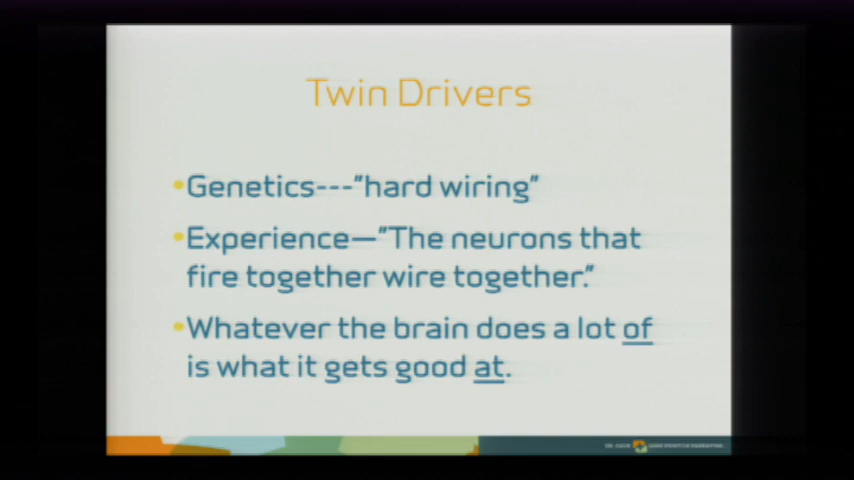 Twin Drivers
•Genetics---"hard wiring"
•Experience—"The neurons that
fire together wire together."
•Whatever the brain does a lot of
is what it gets good at.